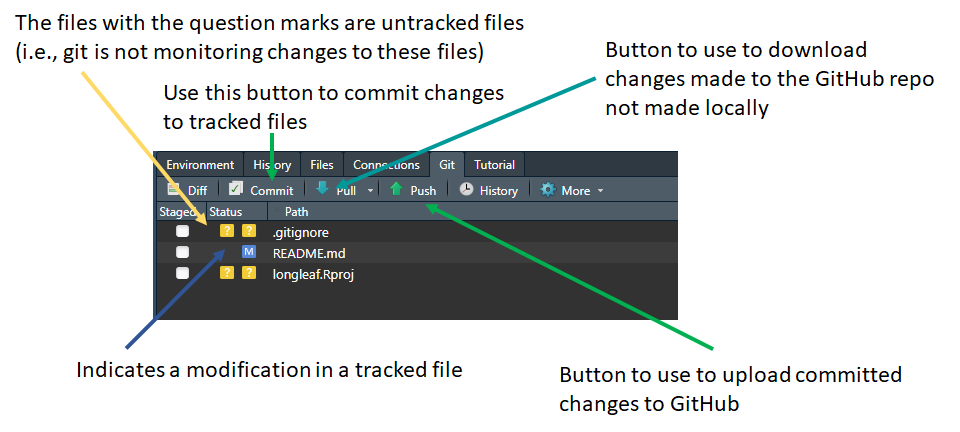 The files with the question marks are untracked files
(i.e., git is not monitoring changes to these files)
Button to use to download
changes made to the GitHub repo
not made locally
Use this button to commit changes
to tracked files
Environment History Files Connections Git Tutorial
Diff Commit Pull Push History More
Staged Status Path
? ? .gitignore
M README.md
? ? longleaf.Rproj
Indicates a modification in a tracked file
Button to use to upload committed
changes to GitHub